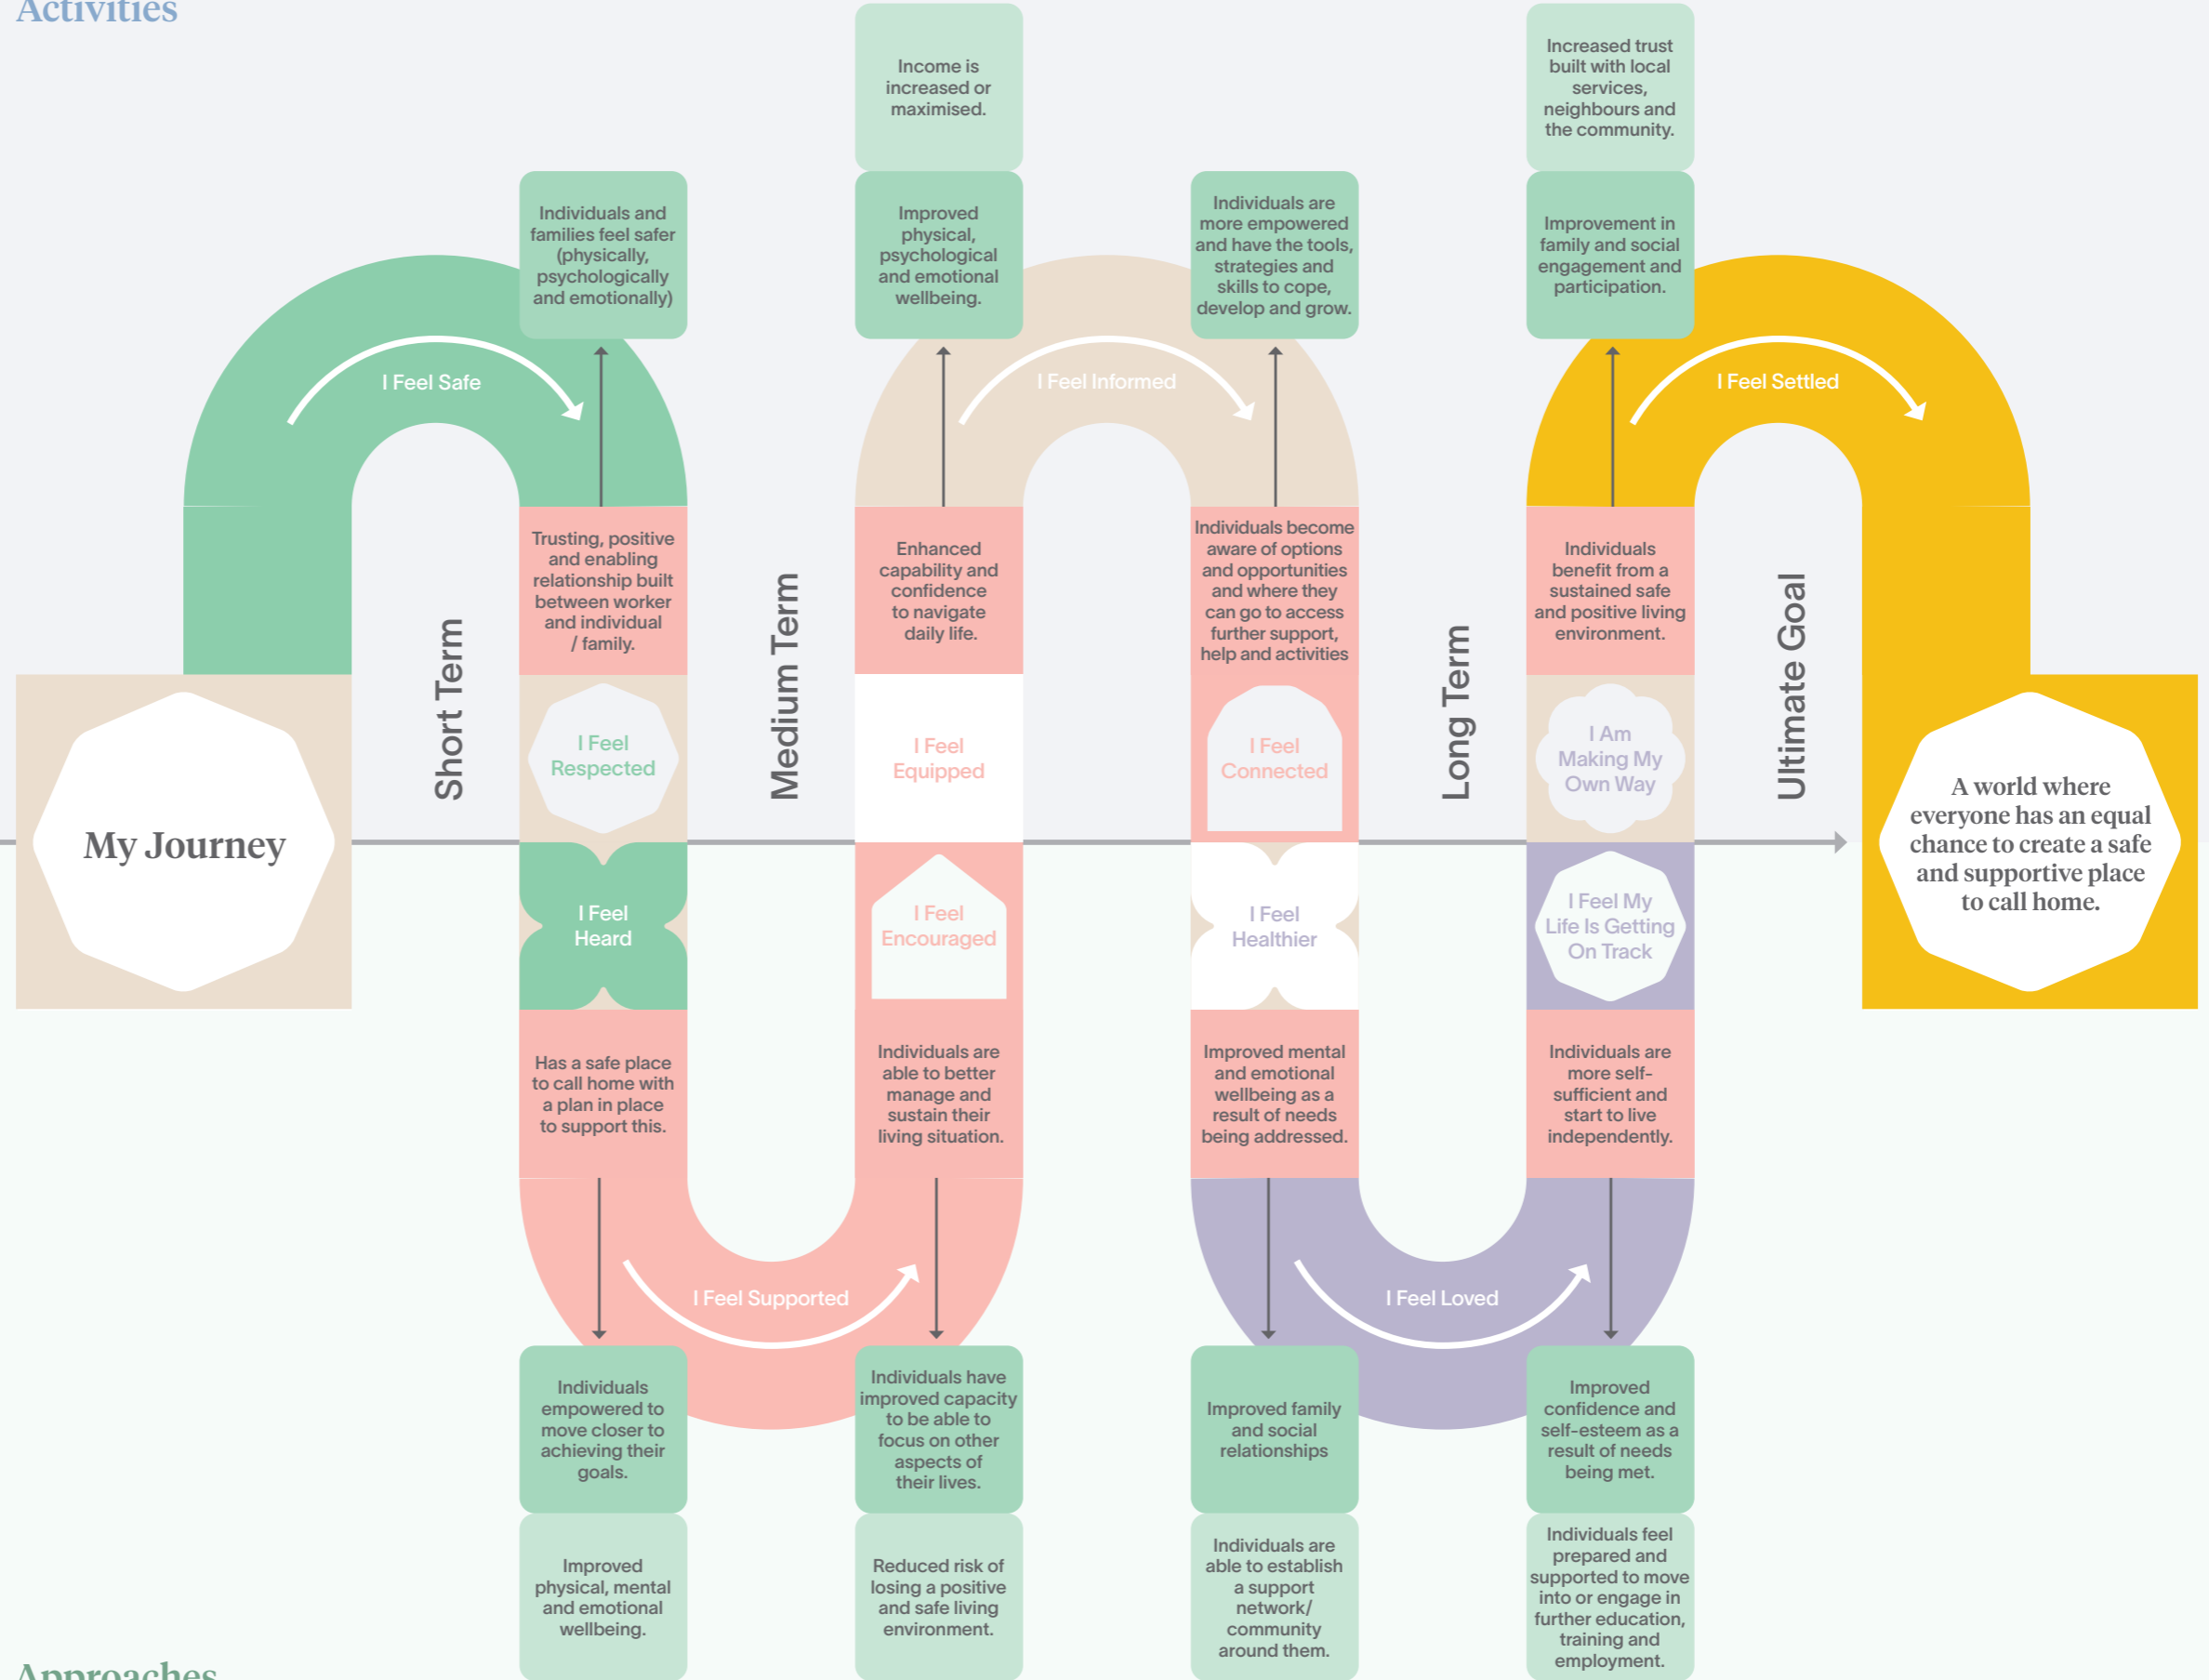 Activities
Income is
increased or
maximised.
Increased trust
built with local
services,
neighbours and
the community.
Individuals and
families feel safer
(physically,
psychologically
and emotionally)
Improved
physical,
psychological
and emotional
wellbeing.
Individuals are
more empowered
and have the tools,
strategies and
skills to cope,
develop and grow.
Improvement in
family and social
engagement and
participation.
I Feel Safe
I Feel Informed
I Feel Settled
Trusting, positive
and enabling
relationship built
between worker
and individual
/ family.
Enhanced
capability and
confidence
to navigate
daily life.
Individuals become
aware of options
and opportunities
and where they
can go to access
further support,
help and activities
Individuals
benefit from a
sustained safe
and positive living
environment.
Short Term
Medium Term
Long Term
Ultimate Goal
My Journey
I Feel
Respected
I Feel
Equipped
I Feel
Connected
I Am
Making My
Own Way
A world where
everyone has an equal
chance to create a safe
and supportive place
to call home.
I Feel
Heard
I Feel
Encouraged
I Feel
Healthier
I Feel My
Life Is Getting
On Track
Has a safe place
to call home with
a plan in place
to support this.
Individuals are
able to better
manage and
sustain their
living situation.
Improved mental
and emotional
wellbeing as a
result of needs
being addressed.
Individuals are
more self-
sufficient and
start to live
independently.
I Feel Supported
I Feel Loved
Individuals
empowered to
move closer to
achieving their
goals.
Individuals have
improved capacity
to be able to
focus on other
aspects of
their lives.
Improved family
and social
relationships
Improved
confidence and
self-esteem as a
result of needs
being met.
Improved
physical, mental
and emotional
wellbeing.
Reduced risk of
losing a positive
and safe living
environment.
Individuals are
able to establish
a support
network/
community
around them.
Individuals feel
prepared and
supported to move
into or engage in
further education,
training and
employment.
Approaches